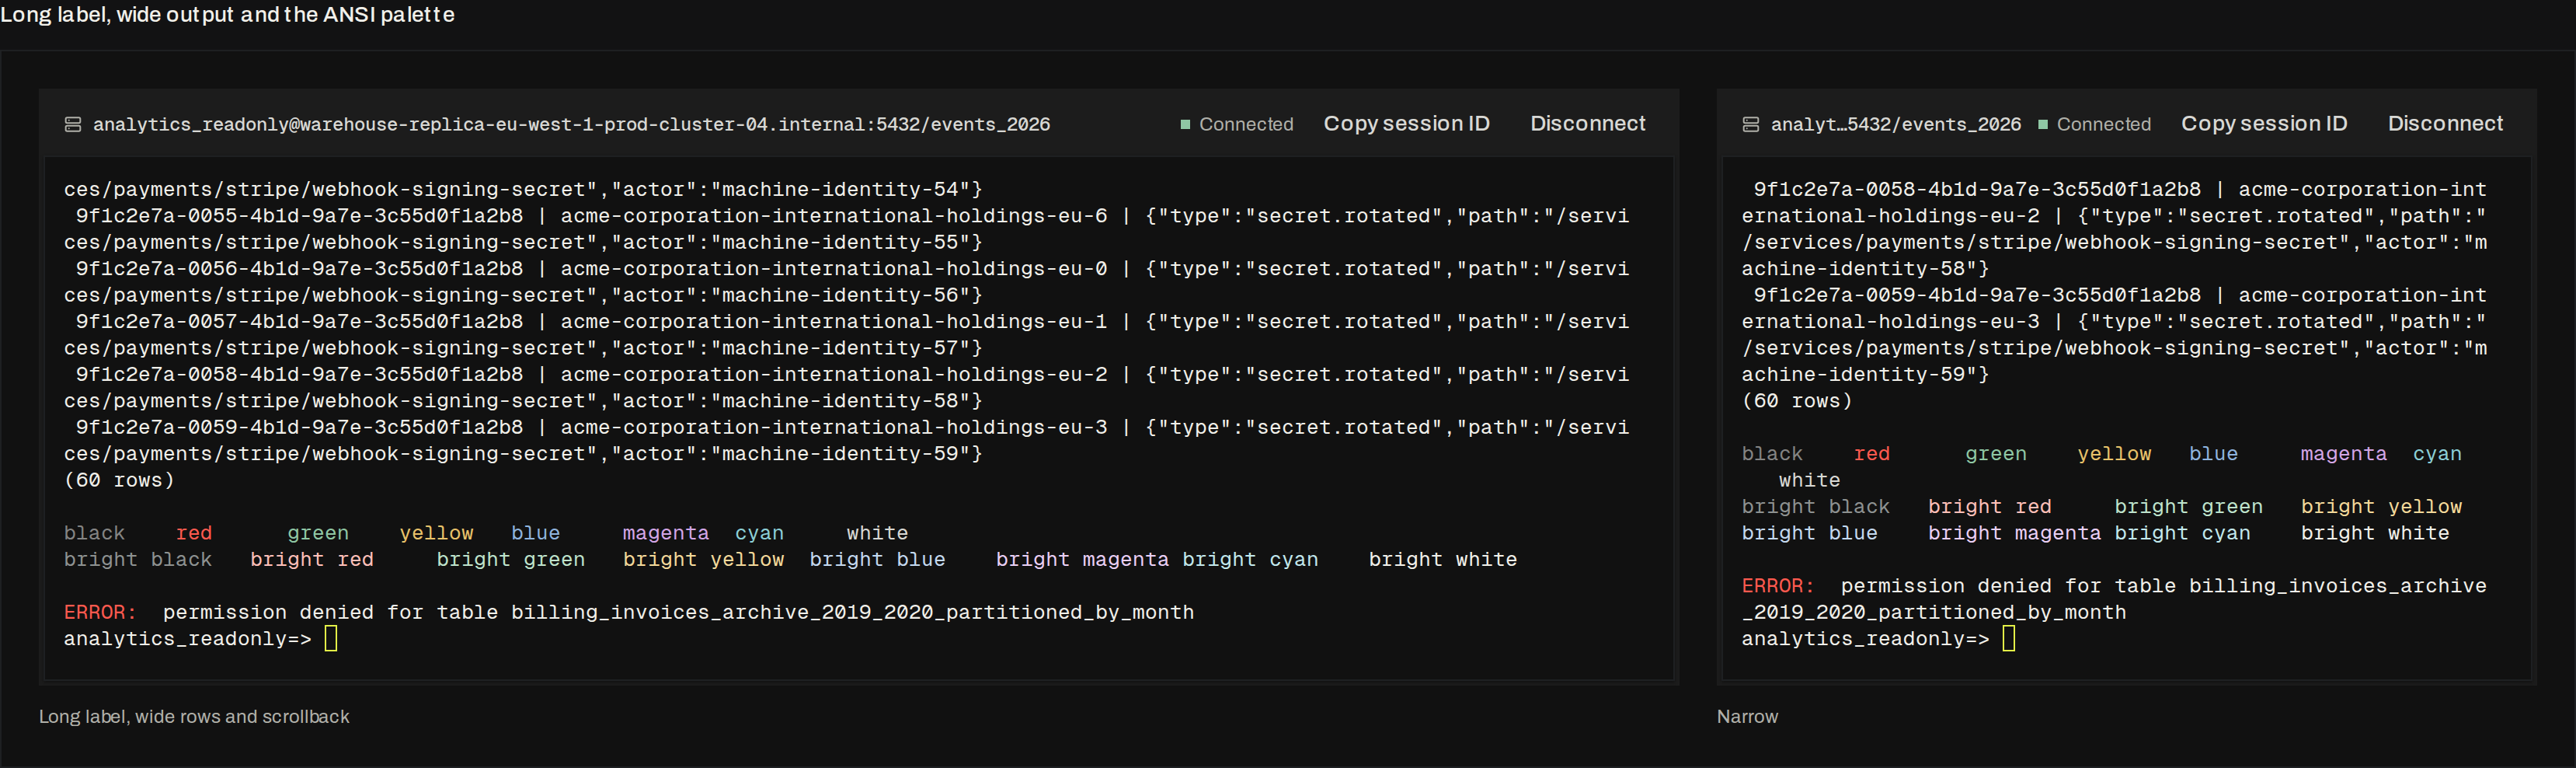 Long label, wide output and the ANSI palette
analytics_readonly@warehouse-replica-eu-west-1-prod-cluster-04.internal:5432/events_2026
Connected
Copy session ID
Disconnect
ces/payments/stripe/webhook-signing-secret","actor":"machine-identity-54"}
9f1c2e7a-0055-4b1d-9a7e-3c55d0f1a2b8 | acme-corporation-international-holdings-eu-6 | {"type":"secret.rotated","path":"/servi
ces/payments/stripe/webhook-signing-secret","actor":"machine-identity-55"}
9f1c2e7a-0056-4b1d-9a7e-3c55d0f1a2b8 | acme-corporation-international-holdings-eu-0 | {"type":"secret.rotated","path":"/servi
ces/payments/stripe/webhook-signing-secret","actor":"machine-identity-56"}
9f1c2e7a-0057-4b1d-9a7e-3c55d0f1a2b8 | acme-corporation-international-holdings-eu-1 | {"type":"secret.rotated","path":"/servi
ces/payments/stripe/webhook-signing-secret","actor":"machine-identity-57"}
9f1c2e7a-0058-4b1d-9a7e-3c55d0f1a2b8 | acme-corporation-international-holdings-eu-2 | {"type":"secret.rotated","path":"/servi
ces/payments/stripe/webhook-signing-secret","actor":"machine-identity-58"}
9f1c2e7a-0059-4b1d-9a7e-3c55d0f1a2b8 | acme-corporation-international-holdings-eu-3 | {"type":"secret.rotated","path":"/servi
ces/payments/stripe/webhook-signing-secret","actor":"machine-identity-59"}
(60 rows)
black red green yellow blue magenta cyan white
bright black bright red bright green bright yellow bright blue bright magenta bright cyan bright white
ERROR:  permission denied for table billing_invoices_archive_2019_2020_partitioned_by_month
analytics_readonly=>
Long label, wide rows and scrollback
analyt…5432/events_2026
Connected
Copy session ID
Disconnect
9f1c2e7a-0058-4b1d-9a7e-3c55d0f1a2b8 | acme-corporation-int
ernational-holdings-eu-2 | {"type":"secret.rotated","path":"
/services/payments/stripe/webhook-signing-secret","actor":"m
achine-identity-58"}
9f1c2e7a-0059-4b1d-9a7e-3c55d0f1a2b8 | acme-corporation-int
ernational-holdings-eu-3 | {"type":"secret.rotated","path":"
/services/payments/stripe/webhook-signing-secret","actor":"m
achine-identity-59"}
(60 rows)
black red green yellow blue magenta cyan
white
bright black bright red bright green bright yellow
bright blue bright magenta bright cyan bright white
ERROR:  permission denied for table billing_invoices_archive
_2019_2020_partitioned_by_month
analytics_readonly=>
Narrow